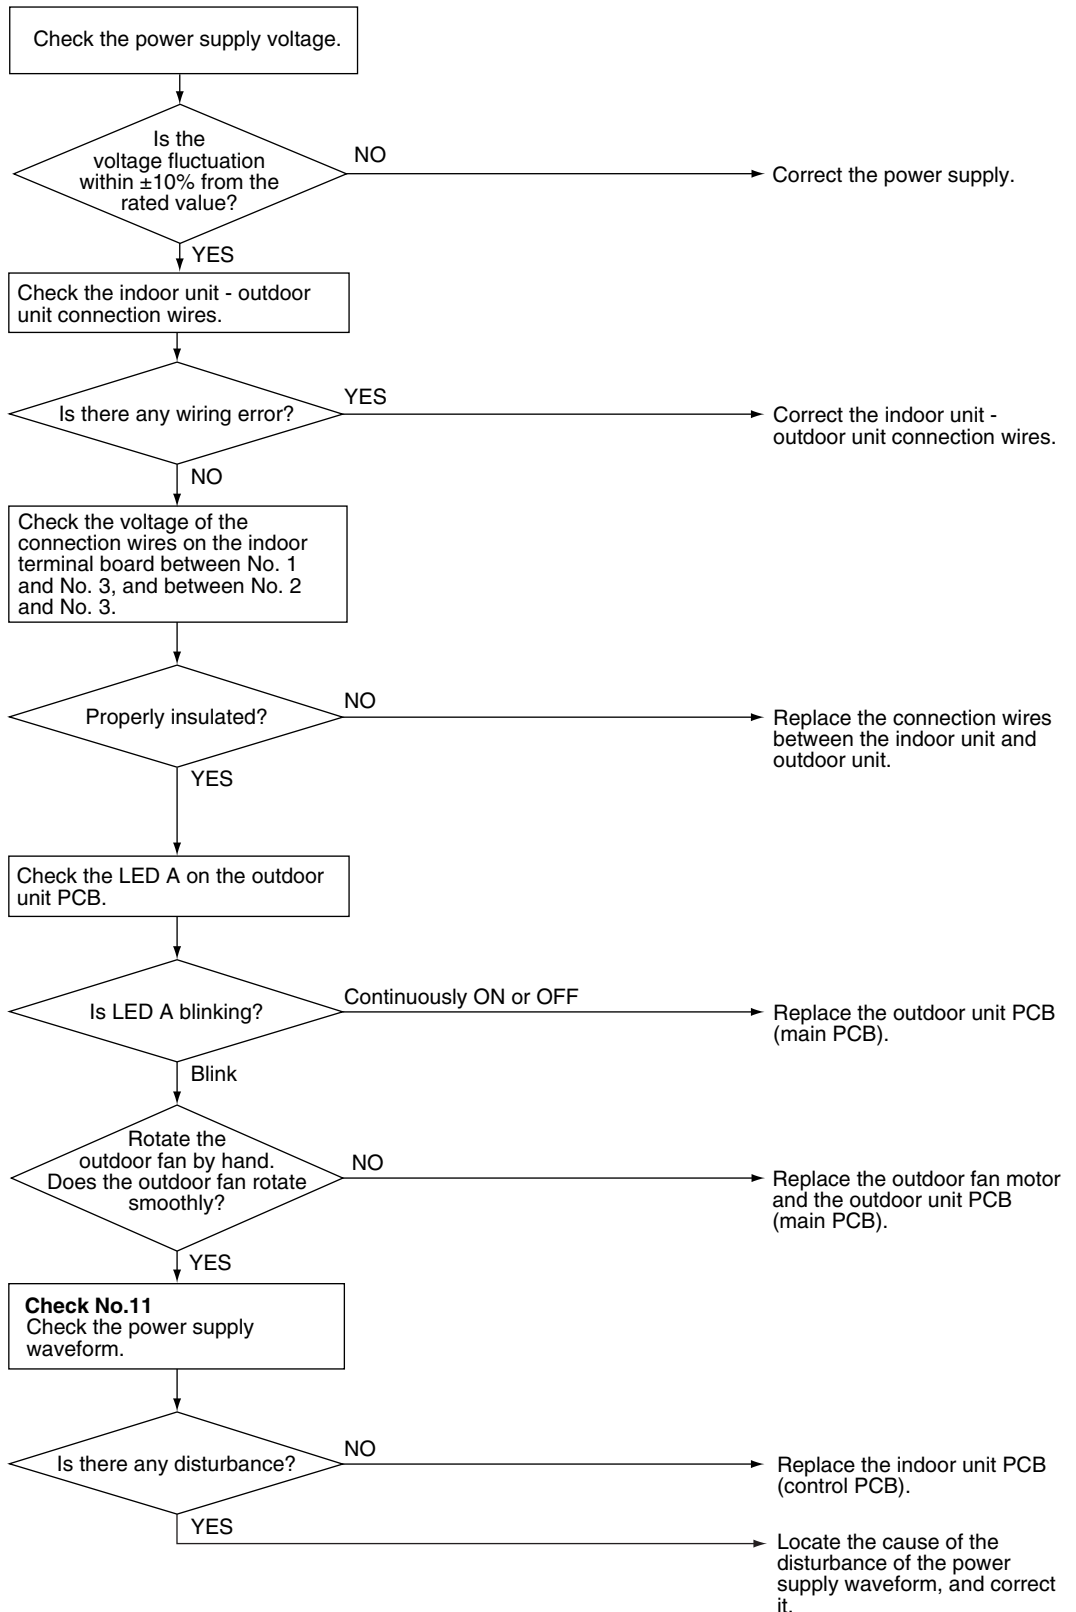 Check the power supply voltage.
Is the
voltage fluctuation
within ±10% from the
rated value?
NO
Correct the power supply.
YES
Check the indoor unit - outdoor
unit connection wires.
Is there any wiring error?
YES
Correct the indoor unit -
outdoor unit connection wires.
NO
Check the voltage of the
connection wires on the indoor
terminal board between No. 1
and No. 3, and between No. 2
and No. 3.
Properly insulated?
NO
Replace the connection wires
between the indoor unit and
outdoor unit.
YES
Check the LED A on the outdoor
unit PCB.
Is LED A blinking?
Continuously ON or OFF
Replace the outdoor unit PCB
(main PCB).
Blink
Rotate the
outdoor fan by hand.
Does the outdoor fan rotate
smoothly?
NO
Replace the outdoor fan motor
and the outdoor unit PCB
(main PCB).
YES
Check No.11
Check the power supply
waveform.
Is there any disturbance?
NO
Replace the indoor unit PCB
(control PCB).
YES
Locate the cause of the
disturbance of the power
supply waveform, and correct
it.